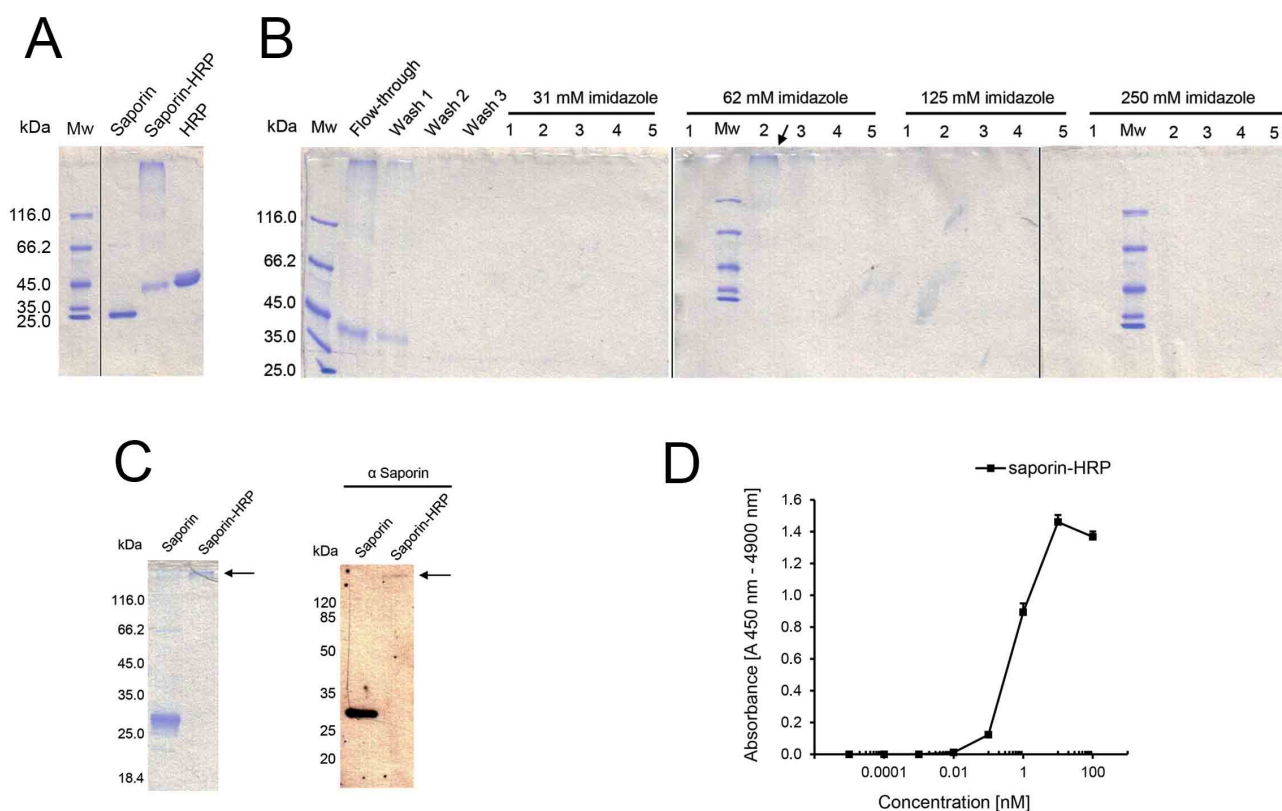 A
B
Saporin
Saporin-HRP
HRP
kDa Mw
116.0
66.2
45.0
35.0
25.0
Flow-through
Wash 1
Wash 2
Wash 3
31 mM imidazole
62 mM imidazole
125 mM imidazole
250 mM imidazole
kDa Mw 1 2 3 4 5 1 Mw 2 3 4 5 1 2 3 4 5 1 Mw 2 3 4 5
116.0
66.2
45.0
35.0
25.0
C
Saporin
Saporin-HRP
kDa
116.0
66.2
45.0
35.0
25.0
18.4
α Saporin
Saporin
Saporin-HRP
kDa
120
85
50
35
25
20
D
saporin-HRP
Absorbance [A 450 nm - 4900 nm]
1.6
1.4
1.2
1.0
0.8
0.6
0.4
0.2
0.0
0.0001 0.01 1 100
Concentration [nM]